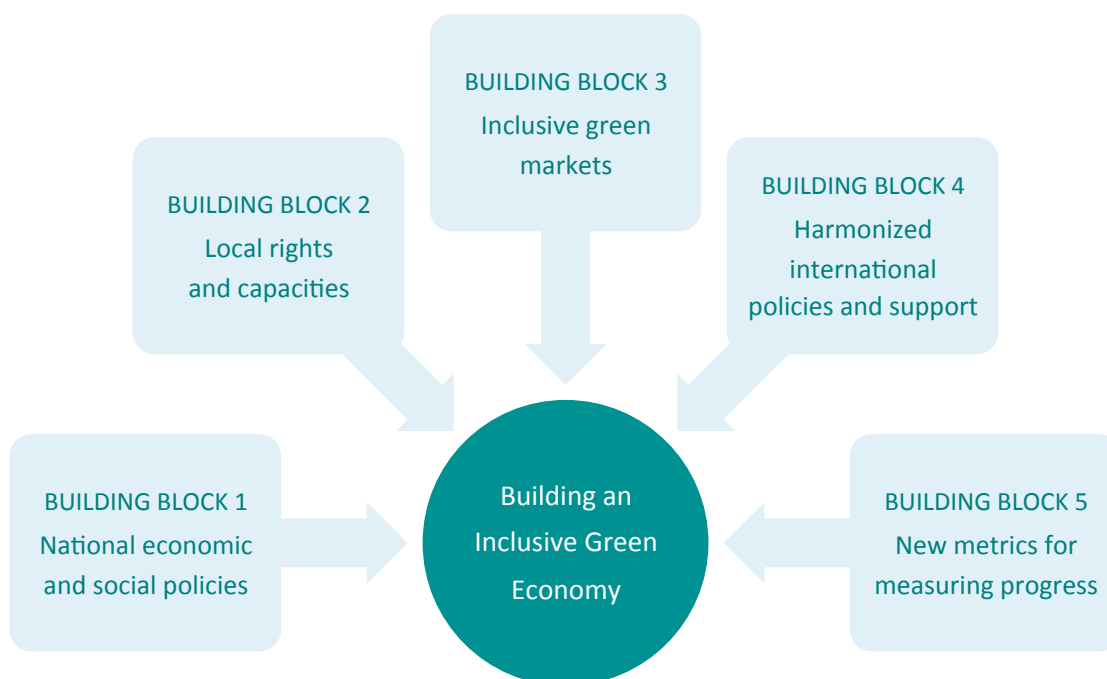 BUILDING BLOCK 1
National economic
and social policies
BUILDING BLOCK 2
Local rights
and capacities
BUILDING BLOCK 3
Inclusive green
markets
BUILDING BLOCK 4
Harmonized
international
policies and support
BUILDING BLOCK 5
New metrics for
measuring progress
Building an
Inclusive Green
Economy